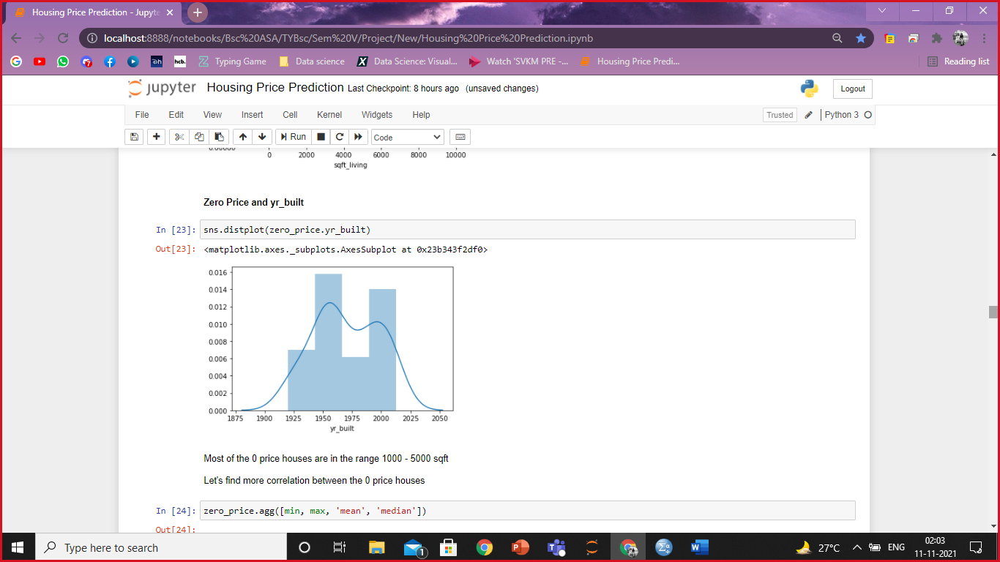 Housing Price Prediction - Jupyte
localhost:8888/notebooks/Bsc%20ASA/TYBsc/Sem%20V/Project/New/Housing%20Price%20Prediction.ipynb
Typing Game Data science Data Science: Visual... Watch 'SVKM PRE -... Housing Price Predi... Reading list
jupyter Housing Price Prediction Last Checkpoint: 8 hours ago (unsaved changes) Logout
File Edit View Insert Cell Kernel Widgets Help Trusted Python 3
Run Code
0.00000
0 2000 4000 6000 8000 10000
sqft_living
Zero Price and yr_built
In [23]: sns.distplot(zero_price.yr_built)
Out[23]: <matplotlib.axes._subplots.AxesSubplot at 0x23b343f2df0>
0.016
0.014
0.012
0.010
0.008
0.006
0.004
0.002
0.000
1875 1900 1925 1950 1975 2000 2025 2050
yr_built
Most of the 0 price houses are in the range 1000 - 5000 sqft
Let's find more correlation between the 0 price houses
In [24]: zero_price.agg([min, max, 'mean', 'median'])
Out[24]:
Type here to search
1
27°C ENG 02:03
11-11-2021